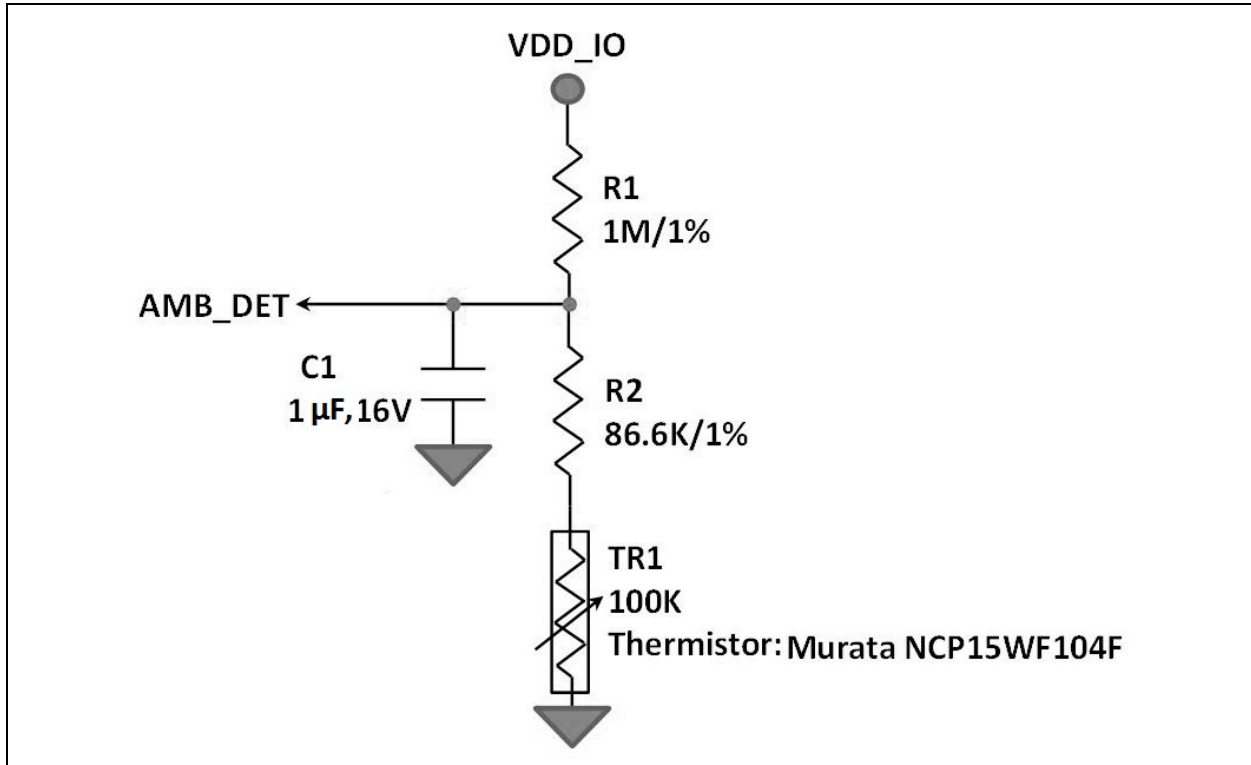 VDD_IO
R1
1M/1%
AMB_DET
C1
1 µF, 16V
R2
86.6K/1%
TR1
100K
Thermistor: Murata NCP15WF104F